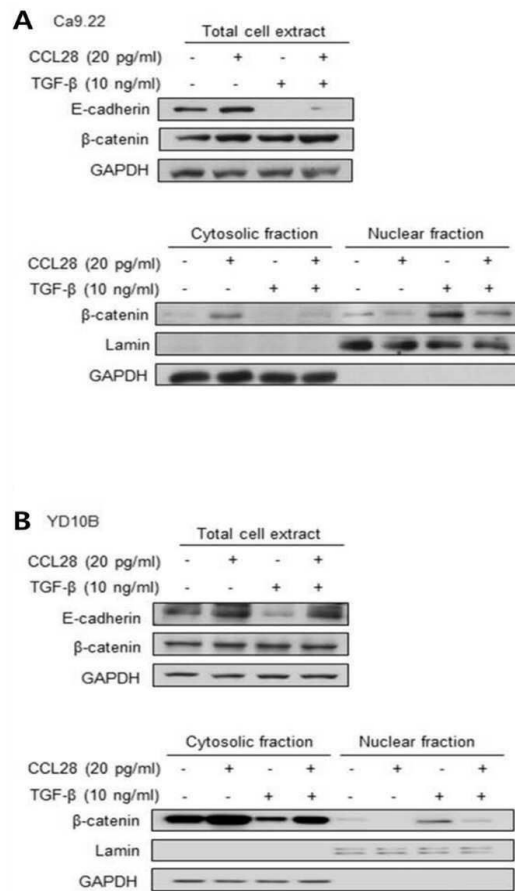 A Ca9.22
Total cell extract
CCL28 (20 pg/ml) - + - +
TGF-β (10 ng/ml) - - + +
E-cadherin
β-catenin
GAPDH
Cytosolic fraction Nuclear fraction
CCL28 (20 pg/ml) - + - + - + - +
TGF-β (10 ng/ml) - - + + - - + +
β-catenin
Lamin
GAPDH
B YD10B
Total cell extract
CCL28 (20 pg/ml) - + - +
TGF-β (10 ng/ml) - - + +
E-cadherin
β-catenin
GAPDH
Cytosolic fraction Nuclear fraction
CCL28 (20 pg/ml) - + - + - + - +
TGF-β (10 ng/ml) - - + + - - + +
β-catenin
Lamin
GAPDH